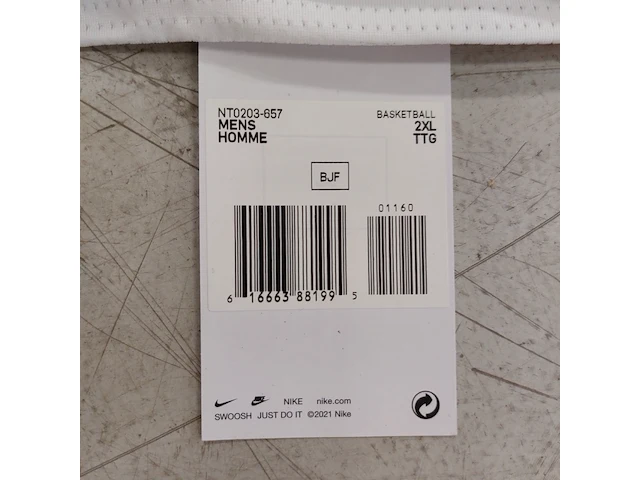 NT0203-657 BASKETBALL
MENS 2XL
HOMME TTG
BJF
01160
6 16663 88199 5
NIKE nike.com
SWOOSH JUST DO IT ©2021 Nike